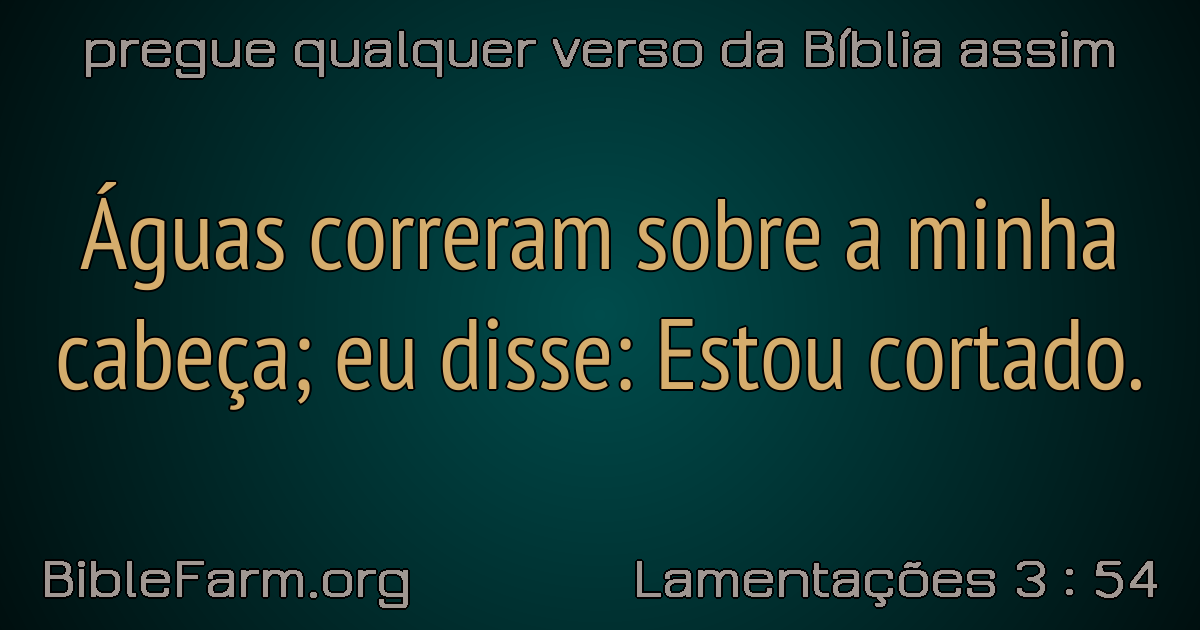 pregue qualquer verso da Bíblia assim
Águas correram sobre a minha
cabeça; eu disse: Estou cortado.
BibleFarm.org
Lamentações 3 : 54